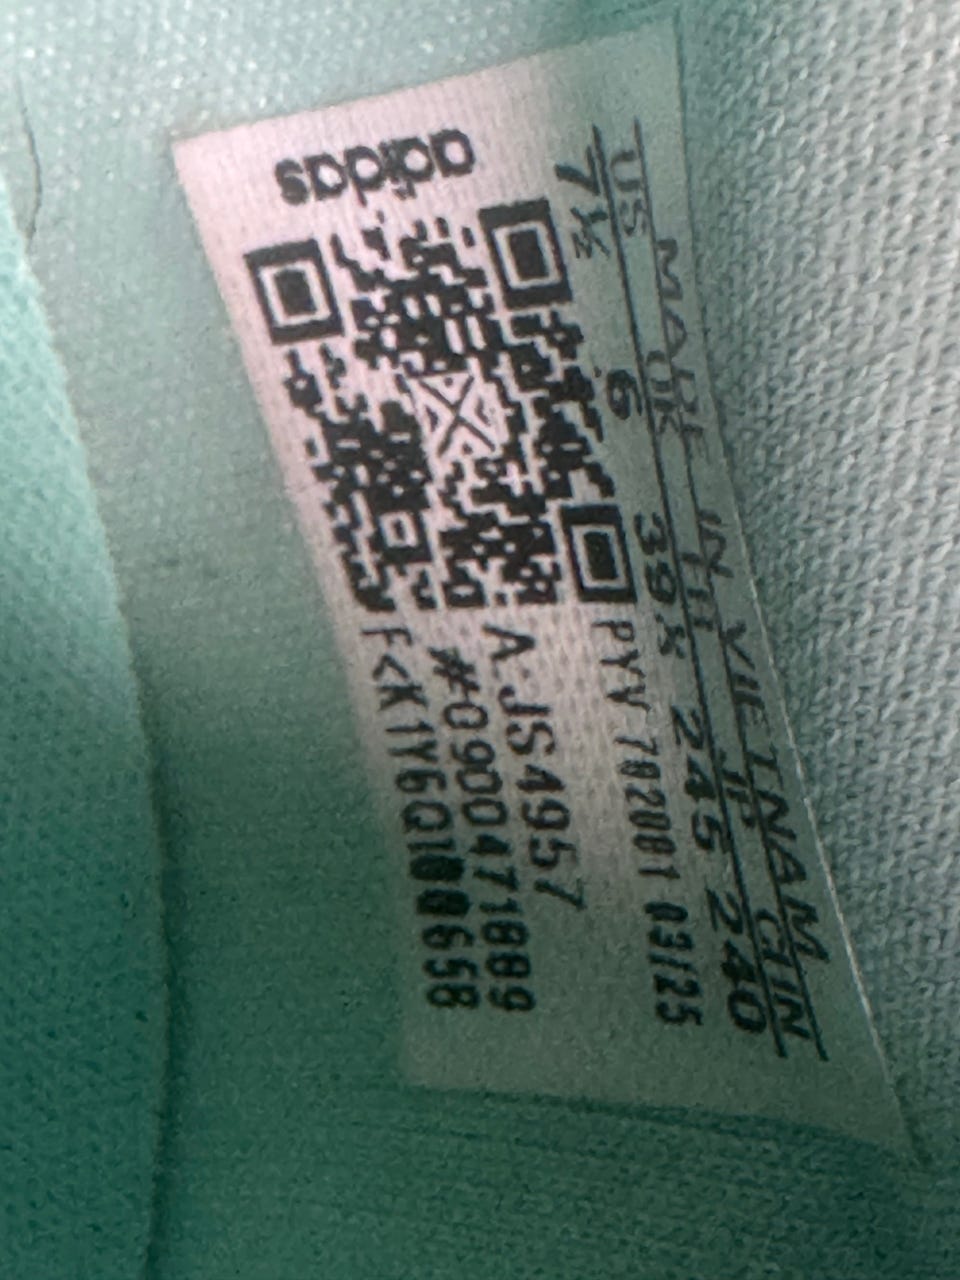 MADE IN VIETNAM
US UK FR JP CHN
7½ 6 39⅓ 245 240
PYV 702001 03/25
A:JS4957
#:0900471889
adidas